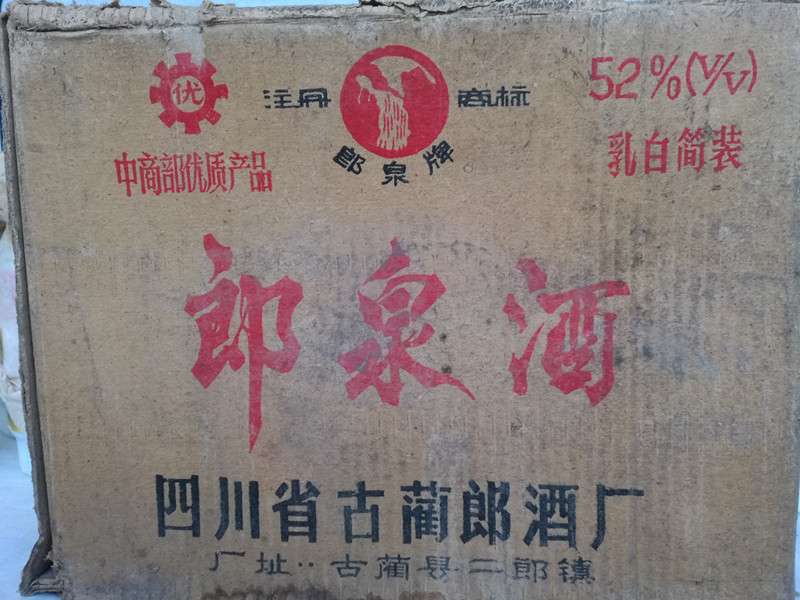 优
中商部优质产品
注册 商标
郎泉牌
52%(V/V)
乳白简装
郎泉酒
四川省古蔺郎酒厂
厂址:古蔺县二郎镇